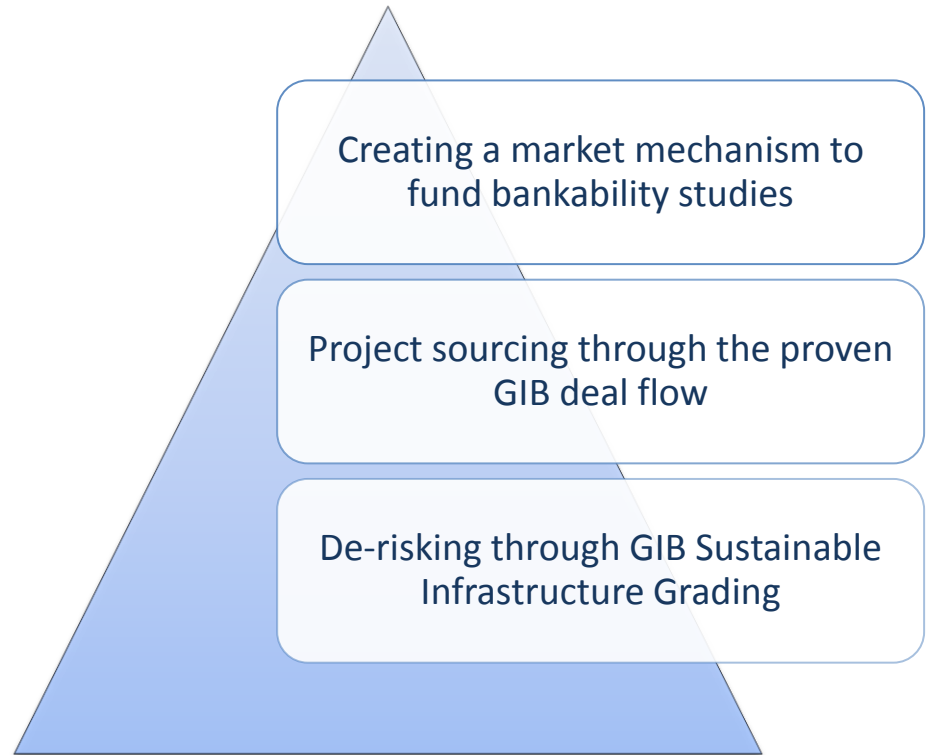 Creating a market mechanism to
fund bankability studies
Project sourcing through the proven
GIB deal flow
De-risking through GIB Sustainable
Infrastructure Grading